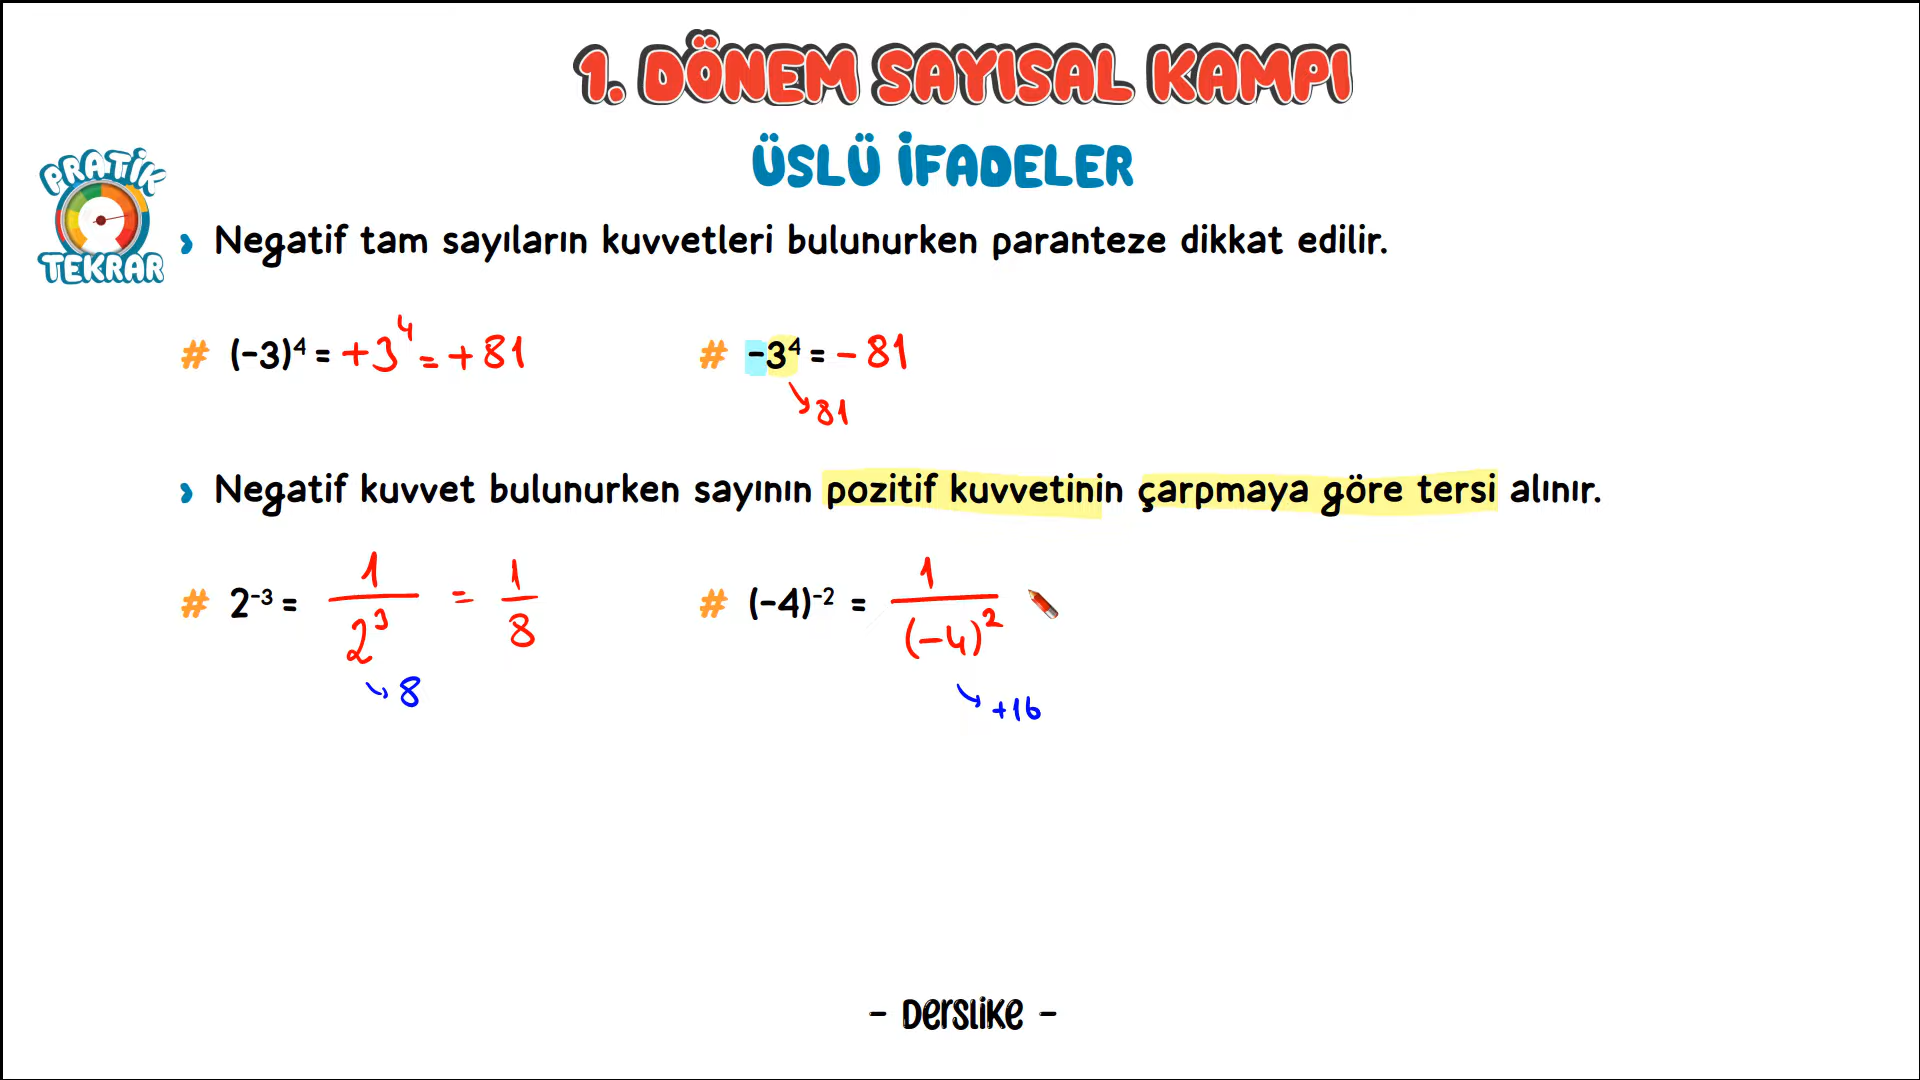 1. DÖNEM SAYISAL KAMPI
ÜSLÜ İFADELER
PRATİK
TEKRAR
› Negatif tam sayıların kuvvetleri bulunurken paranteze dikkat edilir.
# (-3)⁴ = +3⁴ = +81
# -3⁴ = -81
81
› Negatif kuvvet bulunurken sayının pozitif kuvvetinin çarpmaya göre tersi alınır.
# 2⁻³ = 1/2³ = 1/8
8
# (-4)⁻² = 1/(-4)²
+16
- Derslike -